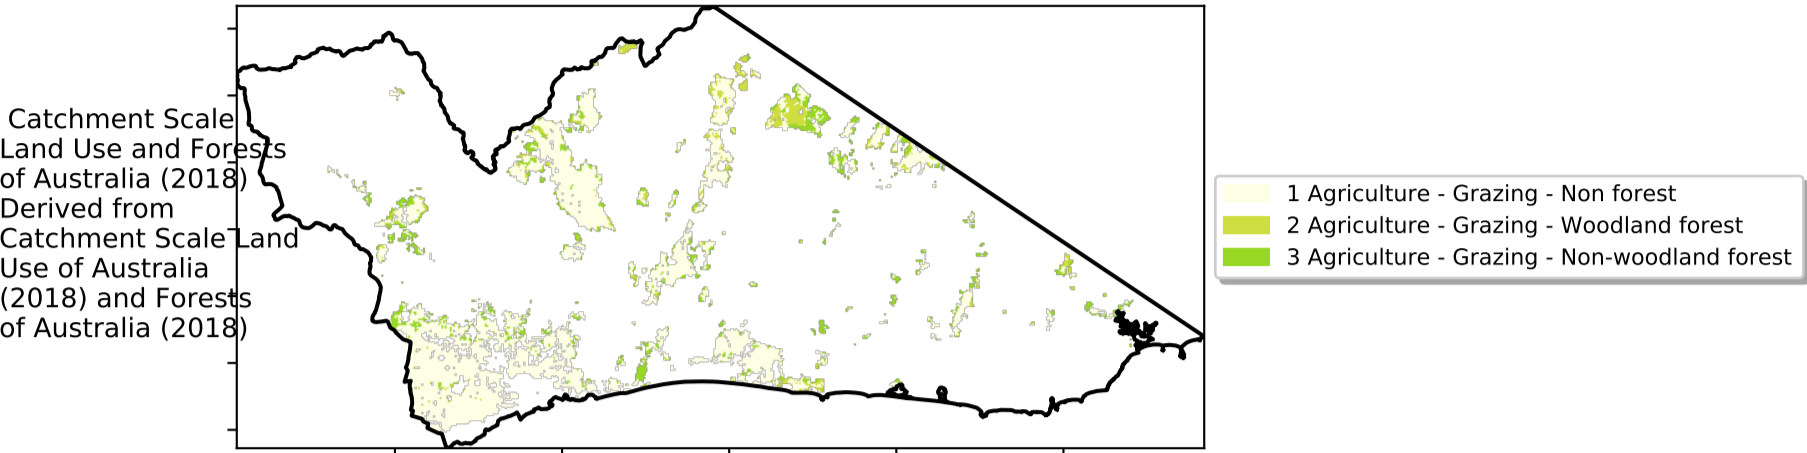 Catchment Scale
Land Use and Forests
of Australia (2018)
Derived from
Catchment Scale Land
Use of Australia
(2018) and Forests
of Australia (2018)
1 Agriculture - Grazing - Non forest
2 Agriculture - Grazing - Woodland forest
3 Agriculture - Grazing - Non-woodland forest